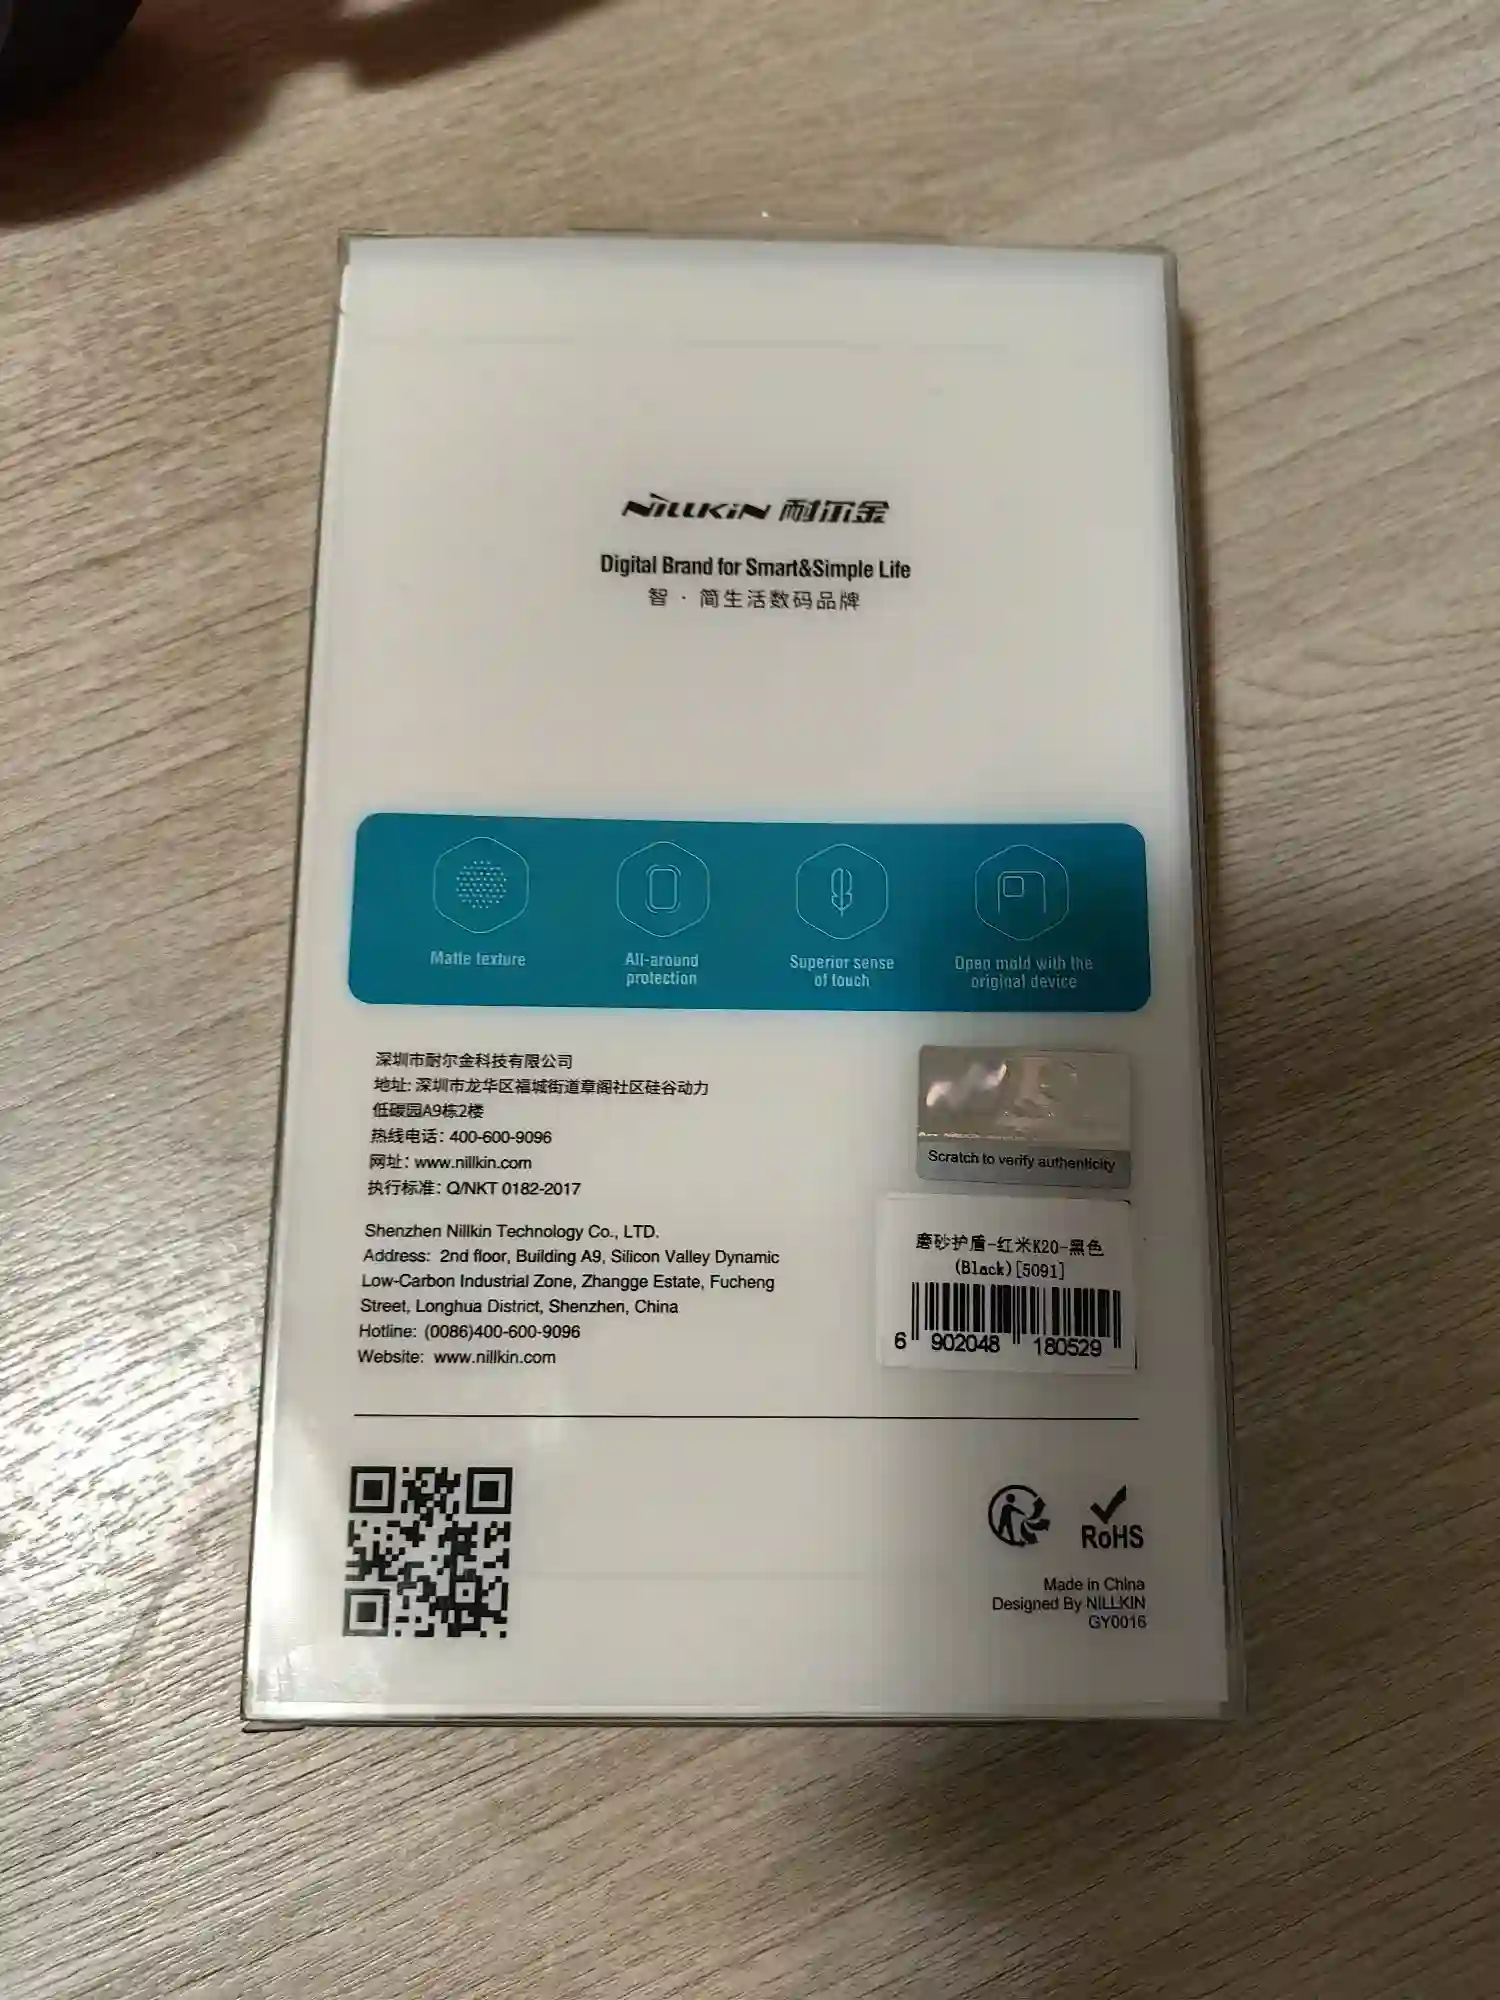 NILLKIN 耐尔金
Digital Brand for Smart&Simple Life
智 · 简生活数码品牌
Matte texture
All-around
protection
Superior sense
of touch
Open mold with the
original device
深圳市耐尔金科技有限公司
地址: 深圳市龙华区福城街道章阁社区硅谷动力
低碳园A9栋2楼
热线电话: 400-600-9096
网址: www.nillkin.com
执行标准: Q/NKT 0182-2017
Shenzhen Nillkin Technology Co., LTD.
Address: 2nd floor, Building A9, Silicon Valley Dynamic
Low-Carbon Industrial Zone, Zhangge Estate, Fucheng
Street, Longhua District, Shenzhen, China
Hotline: (0086)400-600-9096
Website: www.nillkin.com
Scratch to verify authenticity
磨砂护盾-红米K20-黑色
(Black)[5091]
6 902048 180529
RoHS
Made in China
Designed By NILLKIN
GY0016